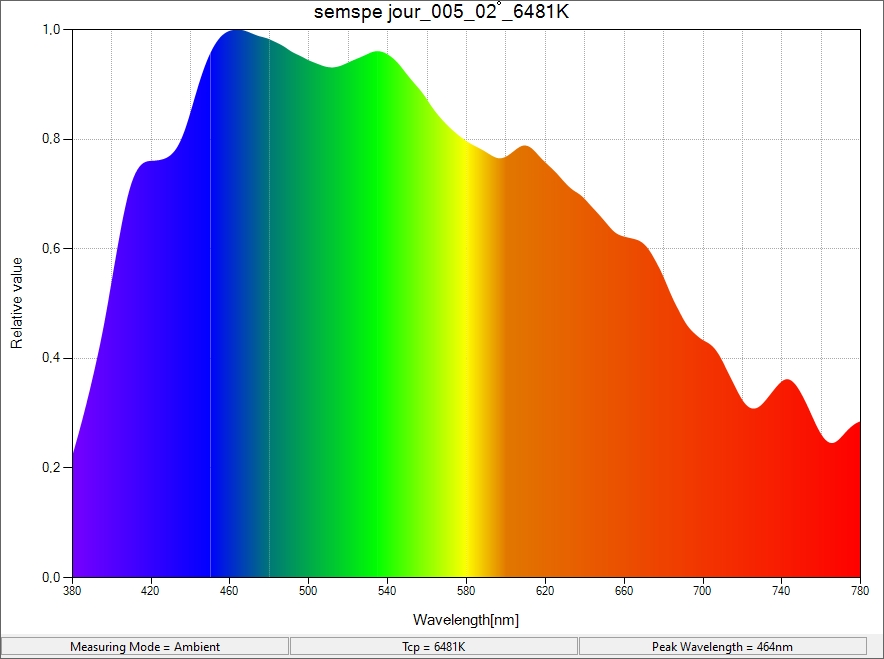 semspe jour_005_02°_6481K
1,0
0,8
0,6
0,4
0,2
0,0
Relative value
380 420 460 500 540 580 620 660 700 740 780
Wavelength[nm]
Measuring Mode = Ambient
Tcp = 6481K
Peak Wavelength = 464nm